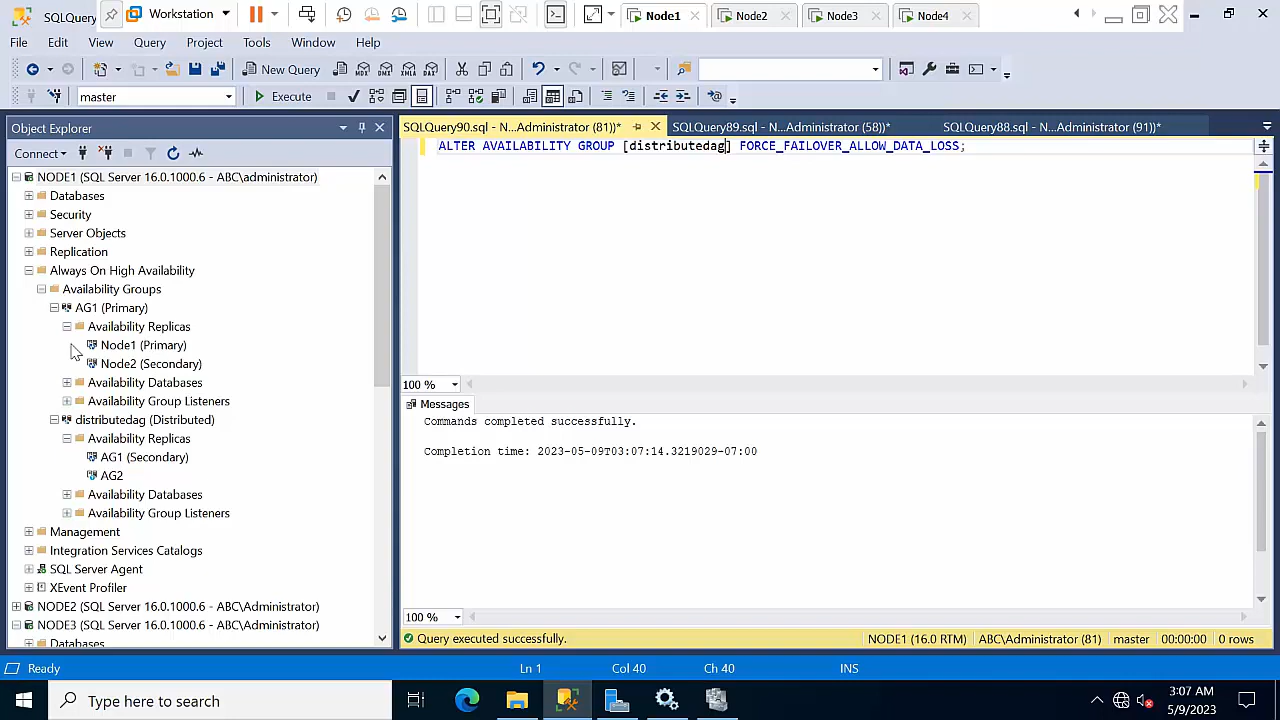 SQLQuery
Workstation
Node1
Node2
Node3
Node4
File Edit View Query Project Tools Window Help
New Query
MDX DMX XMLA DAX
master
Execute
Object Explorer
SQLQuery90.sql - N...Administrator (81))*
SQLQuery89.sql - N...Administrator (58))*
SQLQuery88.sql - N...Administrator (91))*
Connect
ALTER AVAILABILITY GROUP [distributedag] FORCE_FAILOVER_ALLOW_DATA_LOSS;
NODE1 (SQL Server 16.0.1000.6 - ABC\administrator)
Databases
Security
Server Objects
Replication
Always On High Availability
Availability Groups
AG1 (Primary)
Availability Replicas
Node1 (Primary)
Node2 (Secondary)
Availability Databases
Availability Group Listeners
distributedag (Distributed)
Availability Replicas
AG1 (Secondary)
AG2
Availability Databases
Availability Group Listeners
Management
Integration Services Catalogs
SQL Server Agent
XEvent Profiler
NODE2 (SQL Server 16.0.1000.6 - ABC\Administrator)
NODE3 (SQL Server 16.0.1000.6 - ABC\Administrator)
Databases
100 %
Messages
Commands completed successfully.
Completion time: 2023-05-09T03:07:14.3219029-07:00
100 %
Query executed successfully.
NODE1 (16.0 RTM)
ABC\Administrator (81)
master
00:00:00
0 rows
Ready
Ln 1
Col 40
Ch 40
INS
Type here to search
3:07 AM
5/9/2023